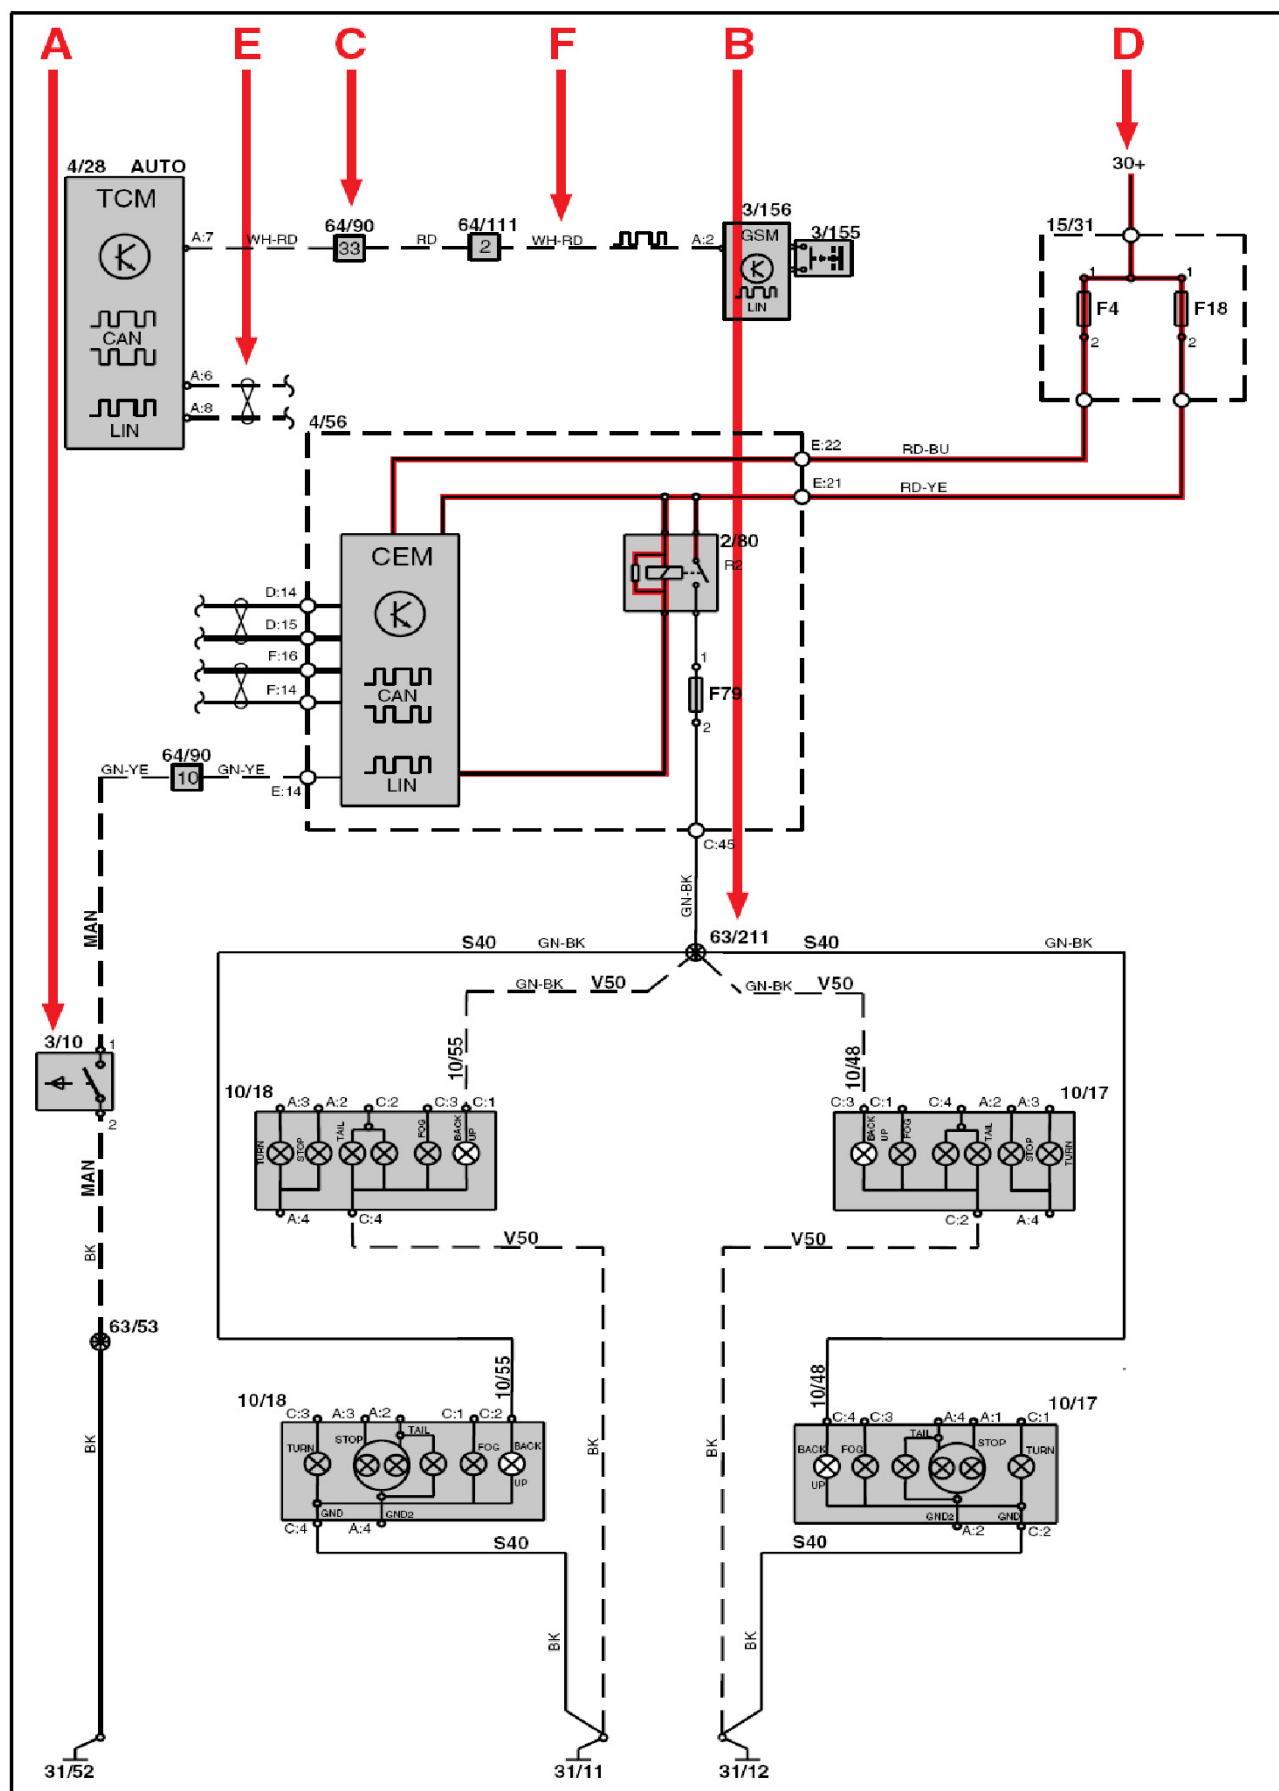 A E C F B D
30+
4/28 AUTO
TCM
CAN
LIN
A:7
WH-RD
64/90
33
RD
64/111
2
WH-RD
A:2
3/156
GSM
LIN
3/155
15/31
1 1
F4 F18
2 2
A:6
A:8
4/56
E:22
RD-BU
E:21
RD-YE
CEM
CAN
LIN
2/80
R2
D:14
D:15
F:16
F:14
1
F79
2
64/90
GN-YE
10
GN-YE
E:14
C:45
GN-BK
MAN
63/211
S40 GN-BK
S40 GN-BK
GN-BK V50
GN-BK V50
3/10
1
2
10/55
10/48
10/18
A:3 A:2 C:2 C:3 C:1
TURN STOP TAIL FOG BACK UP
A:4 C:4
10/17
C:3 C:1 C:4 A:2 A:3
BACK UP FOG TAIL STOP TURN
C:2 A:4
MAN
V50
V50
BK
63/53
10/55
10/48
10/18
C:3 A:3 A:2 C:1 C:2
TURN STOP TAIL FOG BACK UP
GND GND2
C:4 A:4
10/17
C:4 C:3 A:4 A:1 C:1
BACK UP FOG TAIL STOP TURN
GND2 GND
A:2 C:2
BK
BK
BK
S40
S40
BK
BK
31/52
31/11
31/12